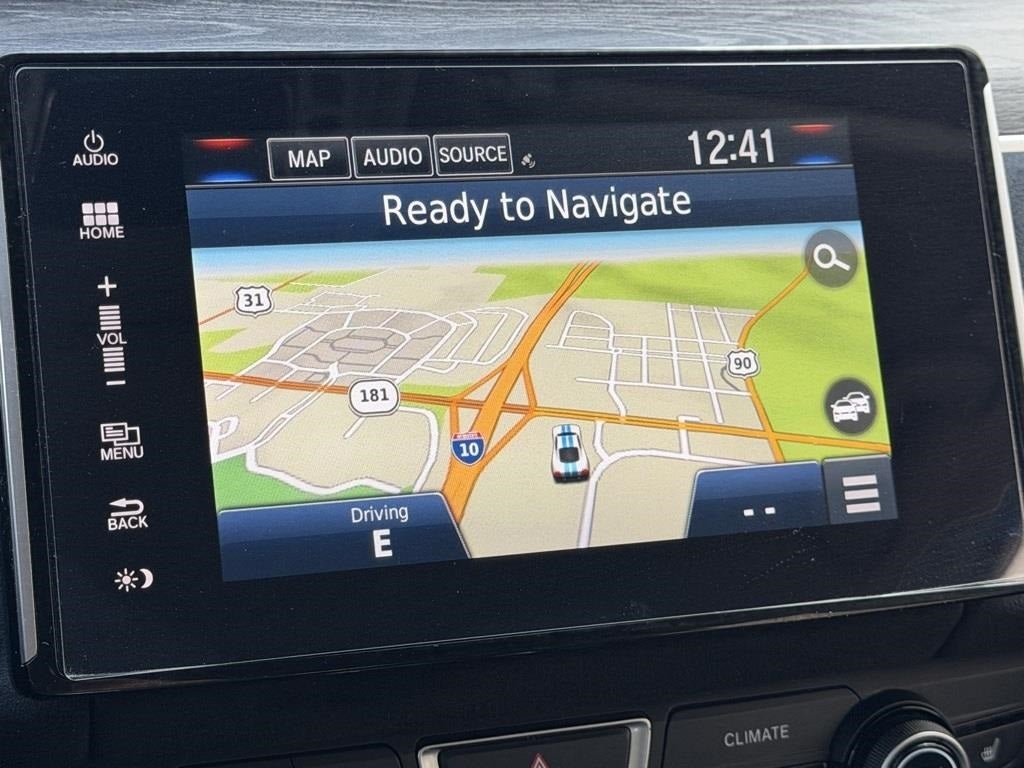 AUDIO
HOME
+
VOL
−
MENU
BACK
MAP AUDIO SOURCE 12:41
Ready to Navigate
31
90
181
10
Driving
E
--
CLIMATE